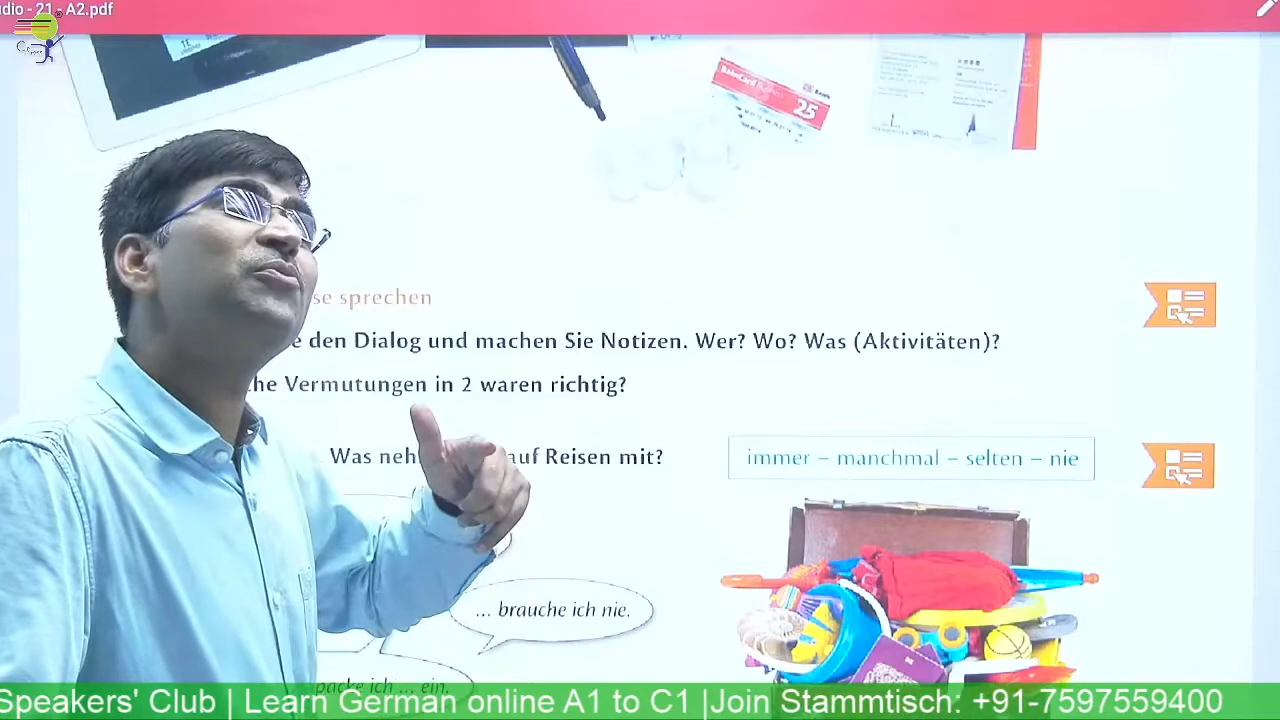 dio - 21 - A2.pdf
25
se sprechen
e den Dialog und machen Sie Notizen. Wer? Wo? Was (Aktivitäten)?
che Vermutungen in 2 waren richtig?
Was neh auf Reisen mit?
immer – manchmal – selten – nie
... brauche ich nie.
packe ich ... ein.
Speakers' Club | Learn German online A1 to C1 |Join Stammtisch: +91-7597559400